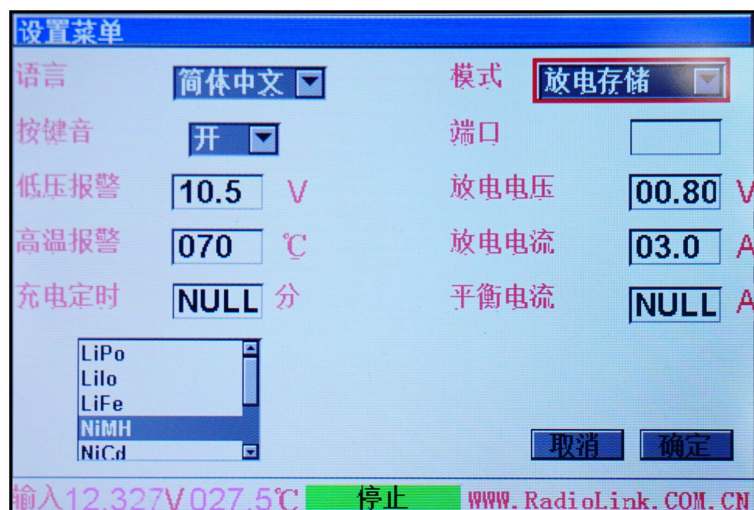 设置菜单
语言 简体中文 模式 放电存储
按键音 开 端口
低压报警 10.5 V 放电电压 00.80 V
高温报警 070 ℃ 放电电流 03.0 A
充电定时 NULL 分 平衡电流 NULL A
LiPo
LiIo
LiFe
NiMH
NiCd
取消 确定
输入12.327V 027.5℃ 停止 WWW.RadioLink.COM.CN